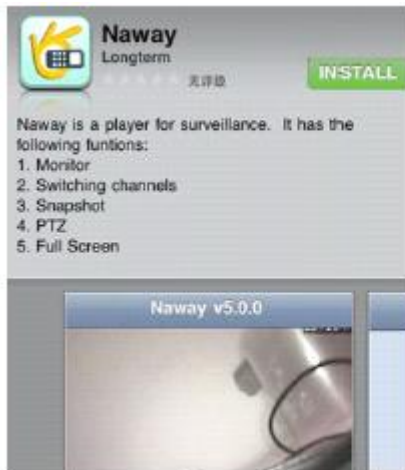 Naway
Longterm
无评级
INSTALL
Naway is a player for surveillance. It has the
following funtions:
1. Monitor
2. Switching channels
3. Snapshot
4. PTZ
5. Full Screen
Naway v5.0.0